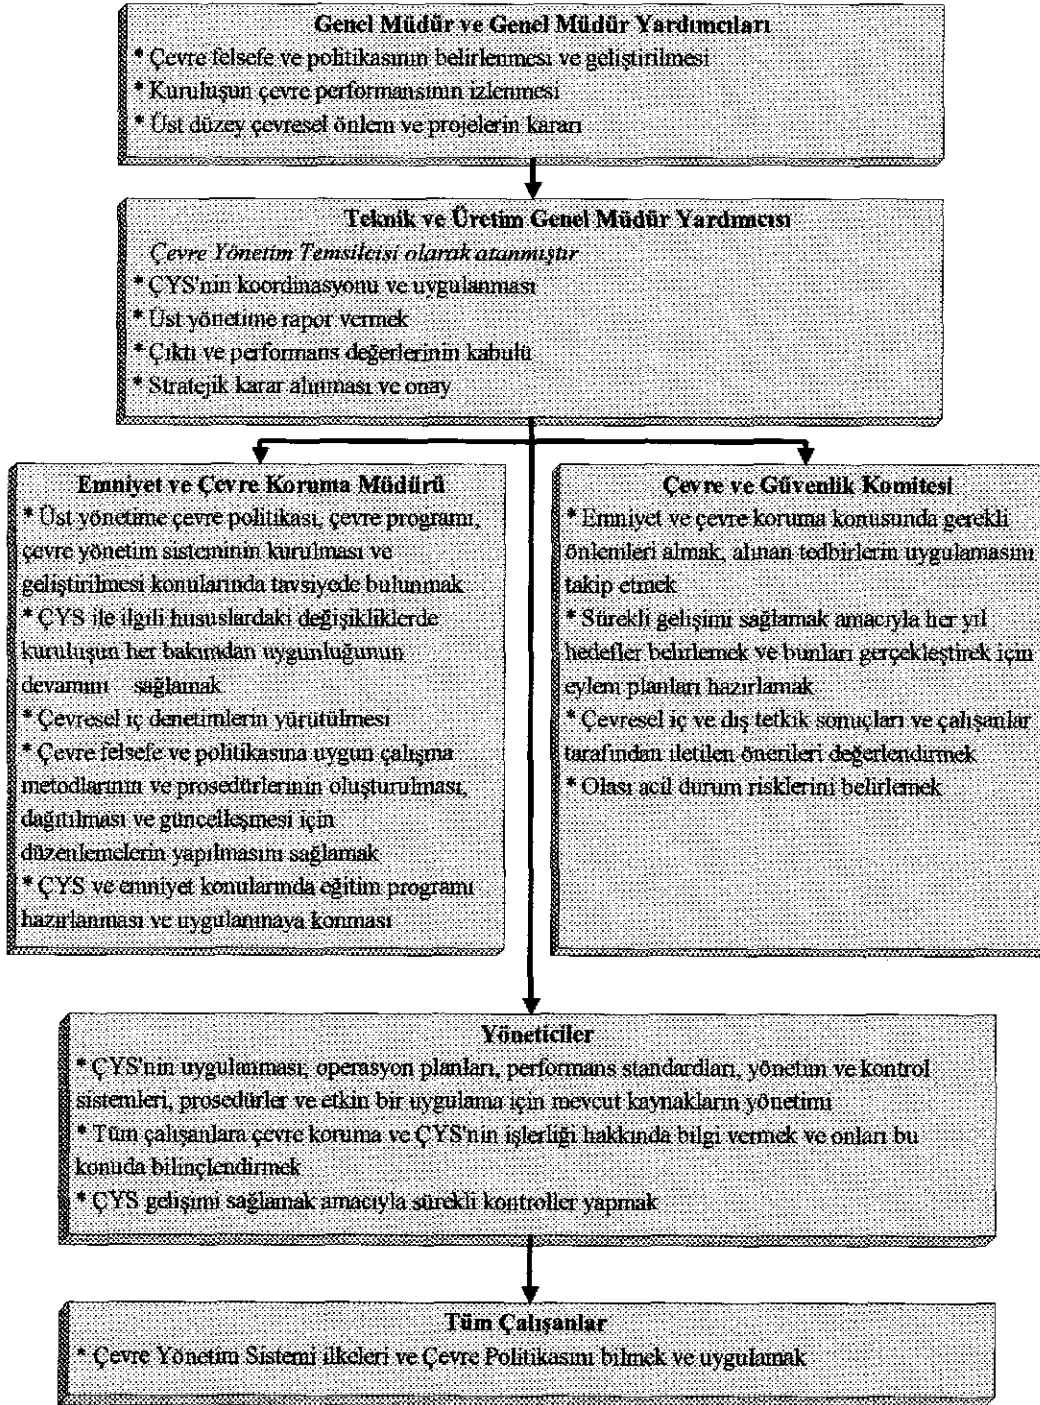 Genel Müdür ve Genel Müdür Yardımcıları
* Çevre felsefe ve politikasının belirlenmesi ve geliştirilmesi
* Kuruluşun çevre performansının izlenmesi
* Üst düzey çevresel önlem ve projelerin kararı
Teknik ve Üretim Genel Müdür Yardımcısı
Çevre Yönetim Temsilcisi olarak atanmıştır
* ÇYS'nin koordinasyonu ve uygulanması
* Üst yönetime rapor vermek
* Çıktı ve performans değerlerinin kabulü
* Stratejik karar alınması ve onay
Emniyet ve Çevre Koruma Müdürü
* Üst yönetime çevre politikası, çevre programı,
çevre yönetim sisteminin kurulması ve
geliştirilmesi konularında tavsiyede bulunmak
* ÇYS ile ilgili hususlardaki değişikliklerde
kuruluşun her bakımdan uygunluğunun
devamını sağlamak
* Çevresel iç denetimlerin yürütülmesi
* Çevre felsefe ve politikasına uygun çalışma
metodlarının ve prosedürlerinin oluşturulması,
dağıtılması ve güncelleşmesi için
düzenlemelerin yapılmasını sağlamak
* ÇYS ve emniyet konularında eğitim programı
hazırlanması ve uygulanmaya konması
Çevre ve Güvenlik Komitesi
* Emniyet ve çevre koruma konusunda gerekli
önlemleri almak, alınan tedbirlerin uygulamasını
takip etmek
* Sürekli gelişimi sağlamak amacıyla her yıl
hedefler belirlemek ve bunları gerçekleştirek için
eylem planları hazırlamak
* Çevresel iç ve dış tetkik sonuçları ve çalışanlar
tarafından iletilen önerileri değerlendirmek
* Olası acil durum risklerini belirlemek
Yöneticiler
* ÇYS'nin uygulanması, operasyon planları, performans standardları, yönetim ve kontrol
sistemleri, prosedürler ve etkin bir uygulama için mevcut kaynakların yönetimi
* Tüm çalışanlara çevre koruma ve ÇYS'nin işlerliği hakkında bilgi vermek ve onları bu
konuda bilinçlendirmek
* ÇYS gelişimi sağlamak amacıyla sürekli kontroller yapmak
Tüm Çalışanlar
* Çevre Yönetim Sistemi ilkeleri ve Çevre Politikasını bilmek ve uygulamak